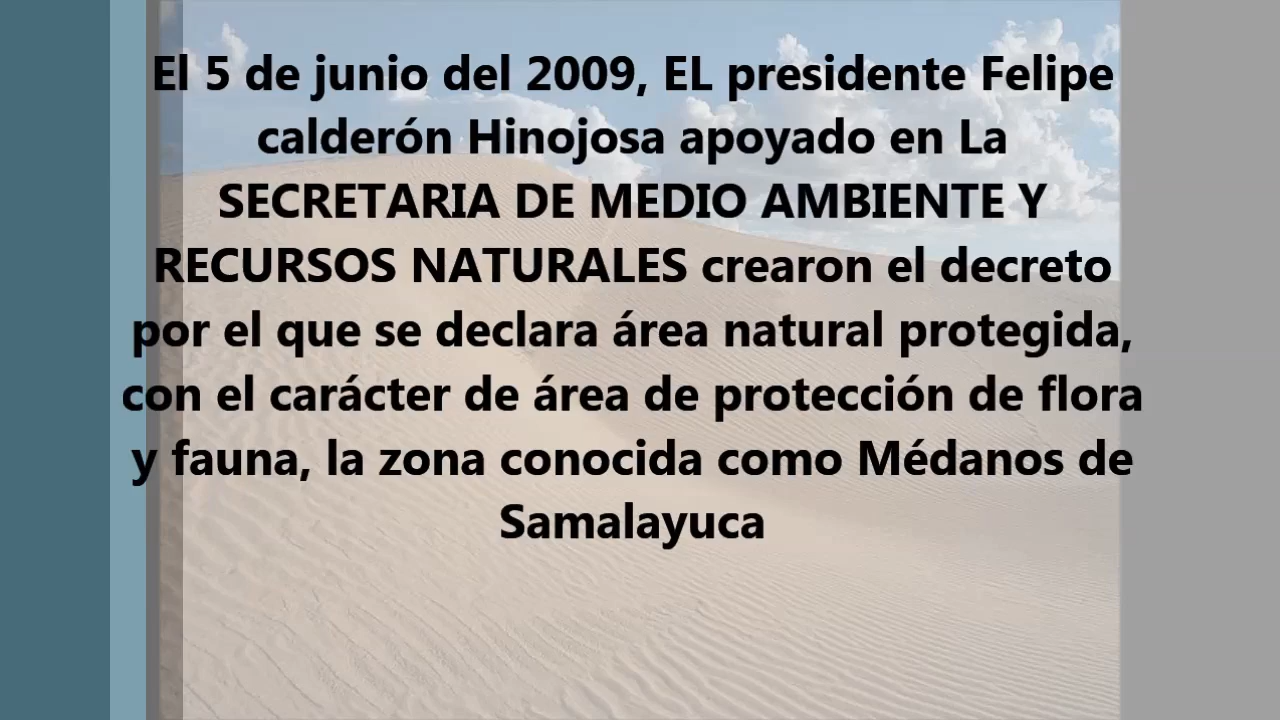 El 5 de junio del 2009, EL presidente Felipe
calderón Hinojosa apoyado en La
SECRETARIA DE MEDIO AMBIENTE Y
RECURSOS NATURALES crearon el decreto
por el que se declara área natural protegida,
con el carácter de área de protección de flora
y fauna, la zona conocida como Médanos de
Samalayuca